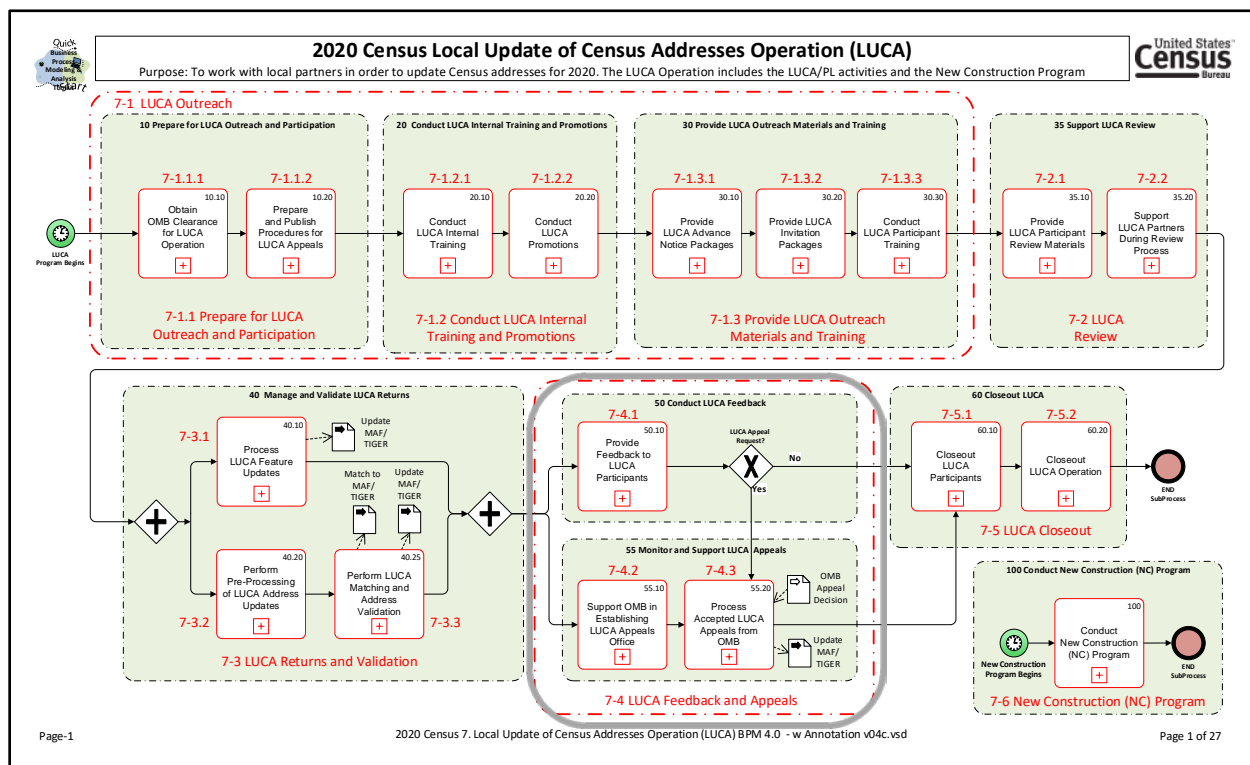 Quick
Business
Process
Modeling &
Analysis
Start
2020 Census Local Update of Census Addresses Operation (LUCA)
Purpose: To work with local partners in order to update Census addresses for 2020. The LUCA Operation includes the LUCA/PL activities and the New Construction Program
United States
Census
Bureau
7-1 LUCA Outreach
10 Prepare for LUCA Outreach and Participation
7-1.1.1
10.10
Obtain
OMB Clearance
for LUCA
Operation
7-1.1.2
10.20
Prepare
and Publish
Procedures for
LUCA Appeals
7-1.1 Prepare for LUCA
Outreach and Participation
LUCA
Program Begins
20 Conduct LUCA Internal Training and Promotions
7-1.2.1
20.10
Conduct
LUCA Internal
Training
7-1.2.2
20.20
Conduct
LUCA
Promotions
7-1.2 Conduct LUCA Internal
Training and Promotions
30 Provide LUCA Outreach Materials and Training
7-1.3.1
30.10
Provide
LUCA Advance
Notice Packages
7-1.3.2
30.20
Provide LUCA
Invitation
Packages
7-1.3.3
30.30
Conduct
LUCA Participant
Training
7-1.3 Provide LUCA Outreach
Materials and Training
35 Support LUCA Review
7-2.1
35.10
Provide
LUCA Participant
Review Materials
7-2.2
35.20
Support
LUCA Partners
During Review
Process
7-2 LUCA
Review
40 Manage and Validate LUCA Returns
7-3.1
40.10
Process
LUCA Feature
Updates
Update
MAF/
TIGER
Match to
MAF/
TIGER
Update
MAF/
TIGER
7-3.2
40.20
Perform
Pre-Processing
of LUCA Address
Updates
40.25
Perform LUCA
Matching and
Address
Validation
7-3.3
7-3 LUCA Returns and Validation
50 Conduct LUCA Feedback
7-4.1
50.10
Provide
Feedback to
LUCA
Participants
LUCA Appeal
Request?
No
Yes
55 Monitor and Support LUCA Appeals
7-4.2
55.10
Support OMB in
Establishing
LUCA Appeals
Office
7-4.3
55.20
Process
Accepted LUCA
Appeals from
OMB
OMB
Appeal
Decision
Update
MAF/
TIGER
7-4 LUCA Feedback and Appeals
60 Closeout LUCA
7-5.1
60.10
Closeout
LUCA
Participants
7-5.2
60.20
Closeout
LUCA Operation
END
SubProcess
7-5 LUCA Closeout
100 Conduct New Construction (NC) Program
100
Conduct
New Construction
(NC) Program
New Construction
Program Begins
END
SubProcess
7-6 New Construction (NC) Program
Page-1
2020 Census 7. Local Update of Census Addresses Operation (LUCA) BPM 4.0 - w Annotation v04c.vsd
Page 1 of 27